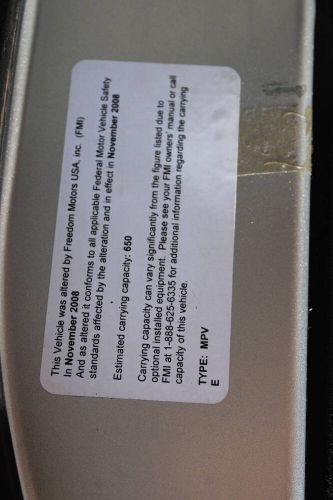 This Vehicle was altered by Freedom Motors USA, inc. (FMI)
In November 2008
And as altered it conforms to all applicable Federal Motor Vehicle Safety
standards affected by the alteration and in effect in November 2008
Estimated carrying capacity: 650
Carrying capacity can vary significantly from the figure listed due to
optional installed equipment. Please see your FMI owners' manual or call
FMI at 1-888-625-6335 for additional information regarding the carrying
capacity of this vehicle.
TYPE: MPV
E